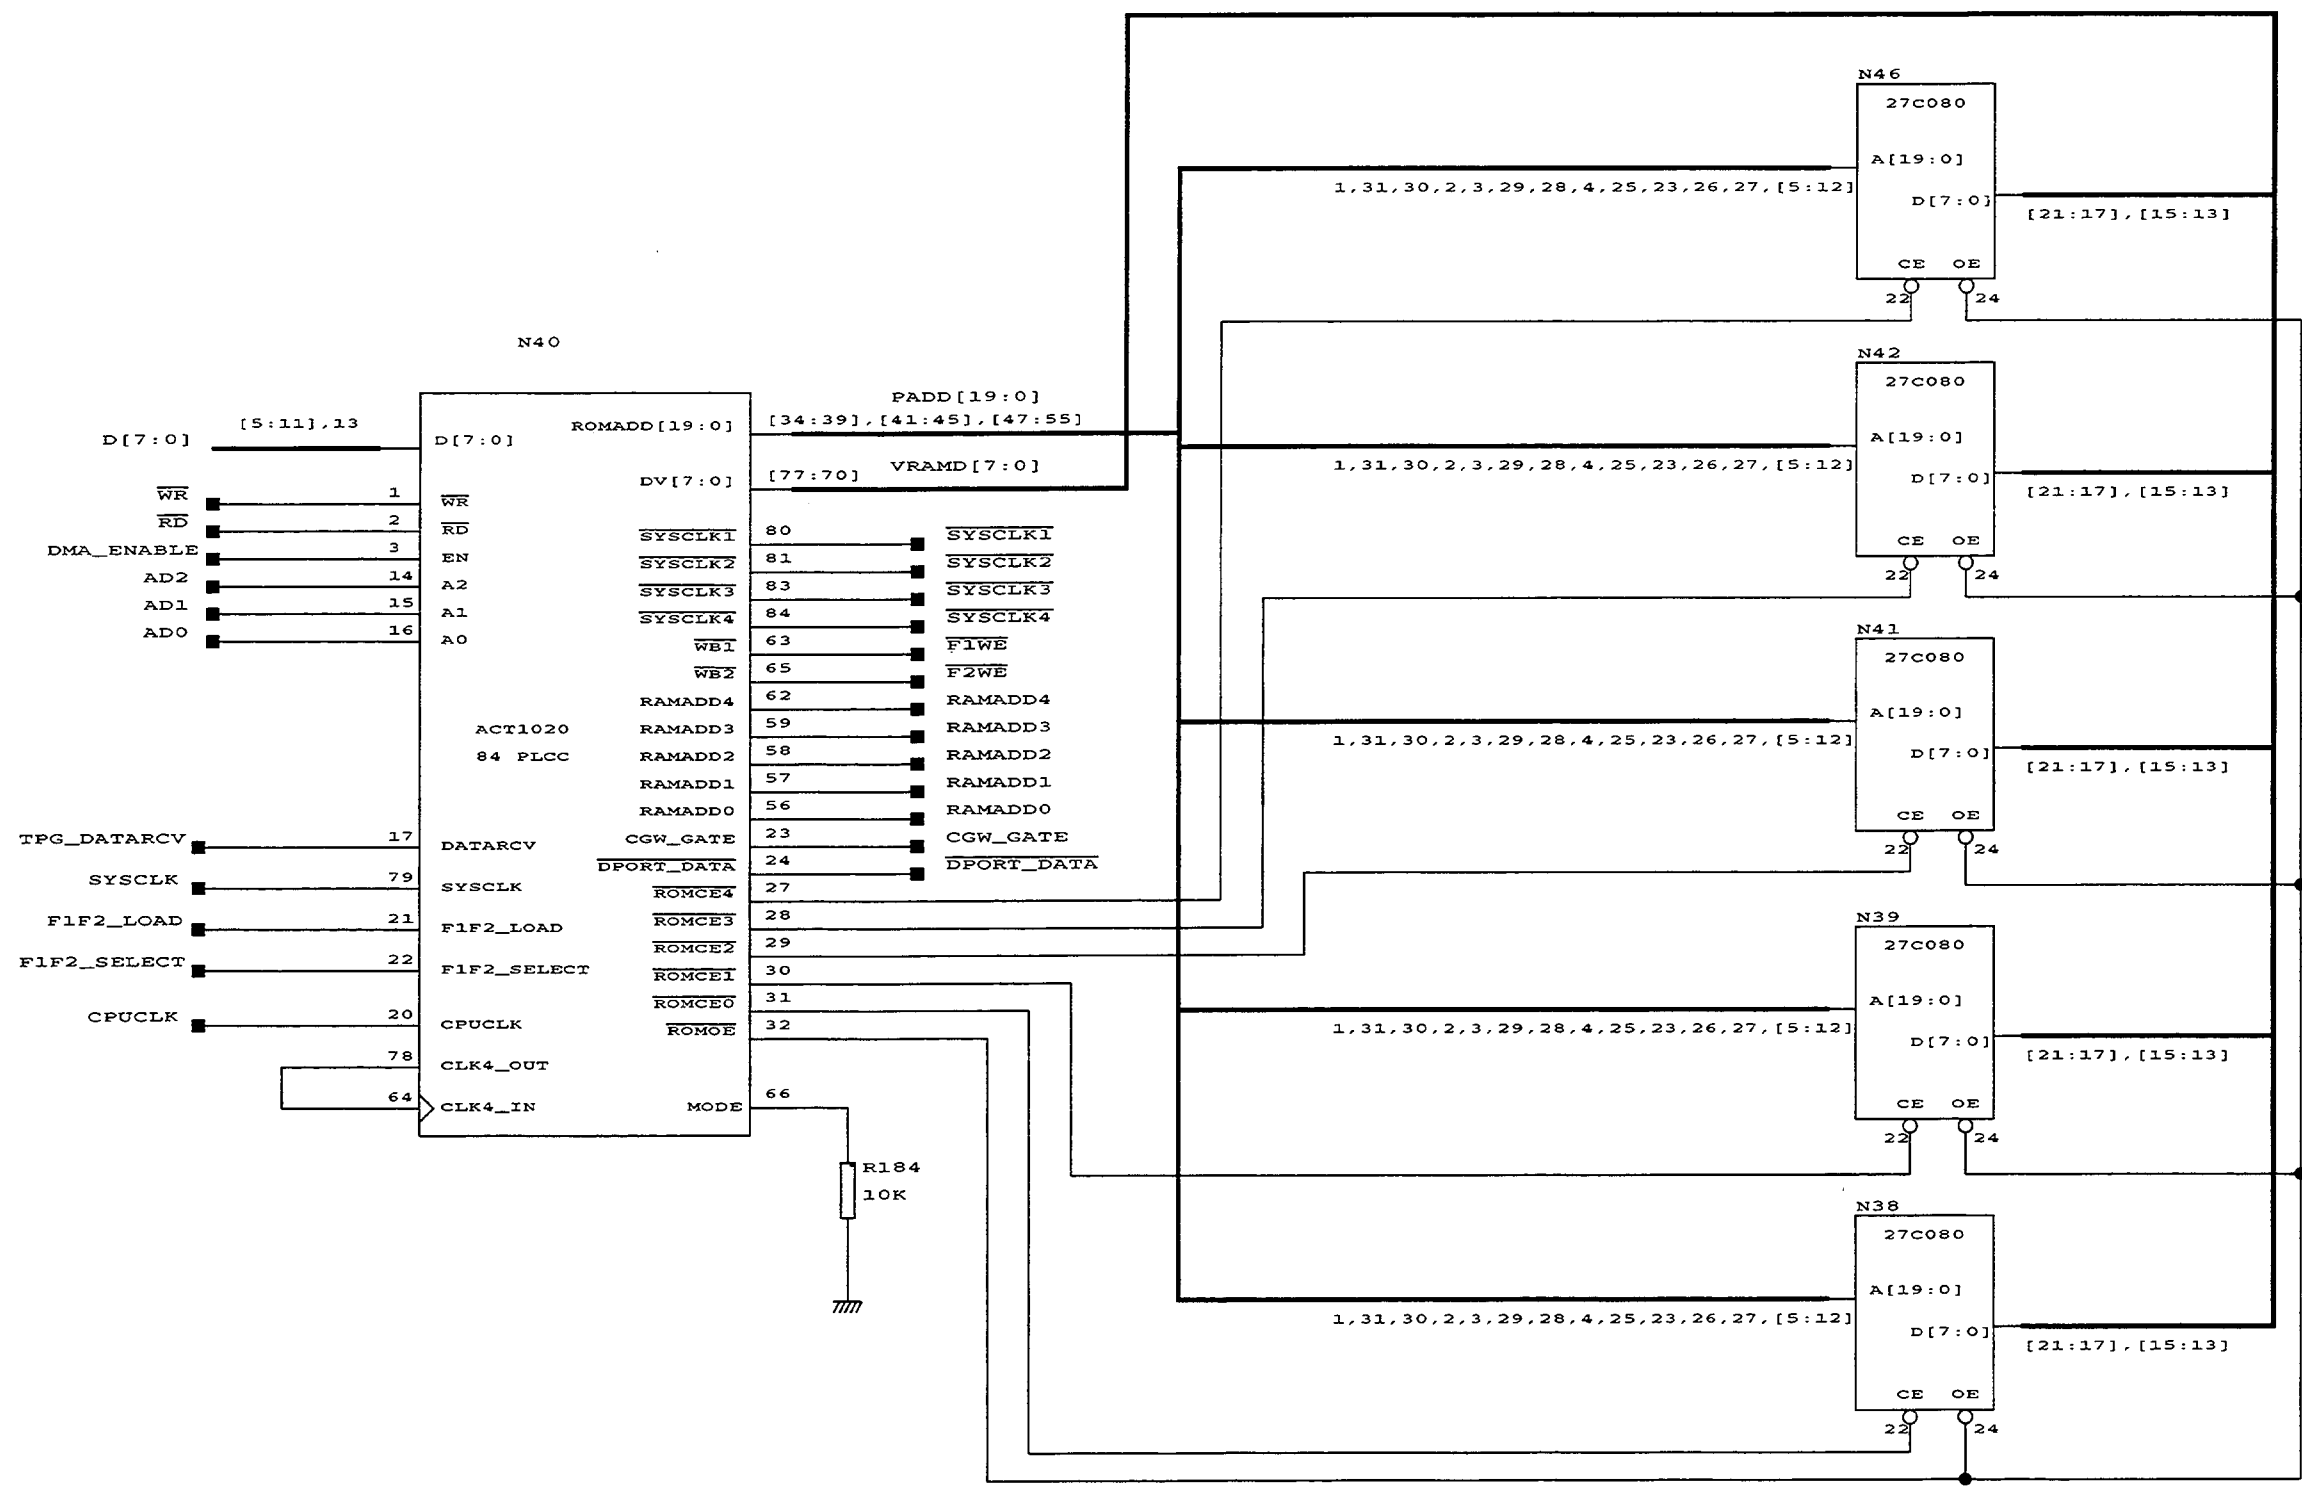 N46
27C080
A[19:0]
1,31,30,2,3,29,28,4,25,23,26,27,[5:12]
D[7:0]
[21:17],[15:13]
CE OE
22 24
N40
N42
27C080
A[19:0]
1,31,30,2,3,29,28,4,25,23,26,27,[5:12]
D[7:0]
[21:17],[15:13]
CE OE
22 24
N41
27C080
A[19:0]
1,31,30,2,3,29,28,4,25,23,26,27,[5:12]
D[7:0]
[21:17],[15:13]
CE OE
22 24
N39
27C080
A[19:0]
1,31,30,2,3,29,28,4,25,23,26,27,[5:12]
D[7:0]
[21:17],[15:13]
CE OE
22 24
N38
27C080
A[19:0]
1,31,30,2,3,29,28,4,25,23,26,27,[5:12]
D[7:0]
[21:17],[15:13]
CE OE
22 24
D[7:0] [5:11],13 D[7:0]
WR 1 WR
RD 2 RD
DMA_ENABLE 3 EN
AD2 14 A2
AD1 15 A1
AD0 16 A0
ACT1020
84 PLCC
TPG_DATARCV 17 DATARCV
SYSCLK 79 SYSCLK
F1F2_LOAD 21 F1F2_LOAD
F1F2_SELECT 22 F1F2_SELECT
CPUCLK 20 CPUCLK
78 CLK4_OUT
64 CLK4_IN
PADD[19:0]
ROMADD[19:0] [34:39],[41:45],[47:55]
VRAMD[7:0]
DV[7:0] [77:70]
SYSCLK1 80 SYSCLK1
SYSCLK2 81 SYSCLK2
SYSCLK3 83 SYSCLK3
SYSCLK4 84 SYSCLK4
WB1 63 F1WE
WB2 65 F2WE
RAMADD4 62 RAMADD4
RAMADD3 59 RAMADD3
RAMADD2 58 RAMADD2
RAMADD1 57 RAMADD1
RAMADD0 56 RAMADD0
CGW_GATE 23 CGW_GATE
DPORT_DATA 24 DPORT_DATA
ROMCE4 27
ROMCE3 28
ROMCE2 29
ROMCE1 30
ROMCE0 31
ROMOE 32
MODE 66
R184
10K